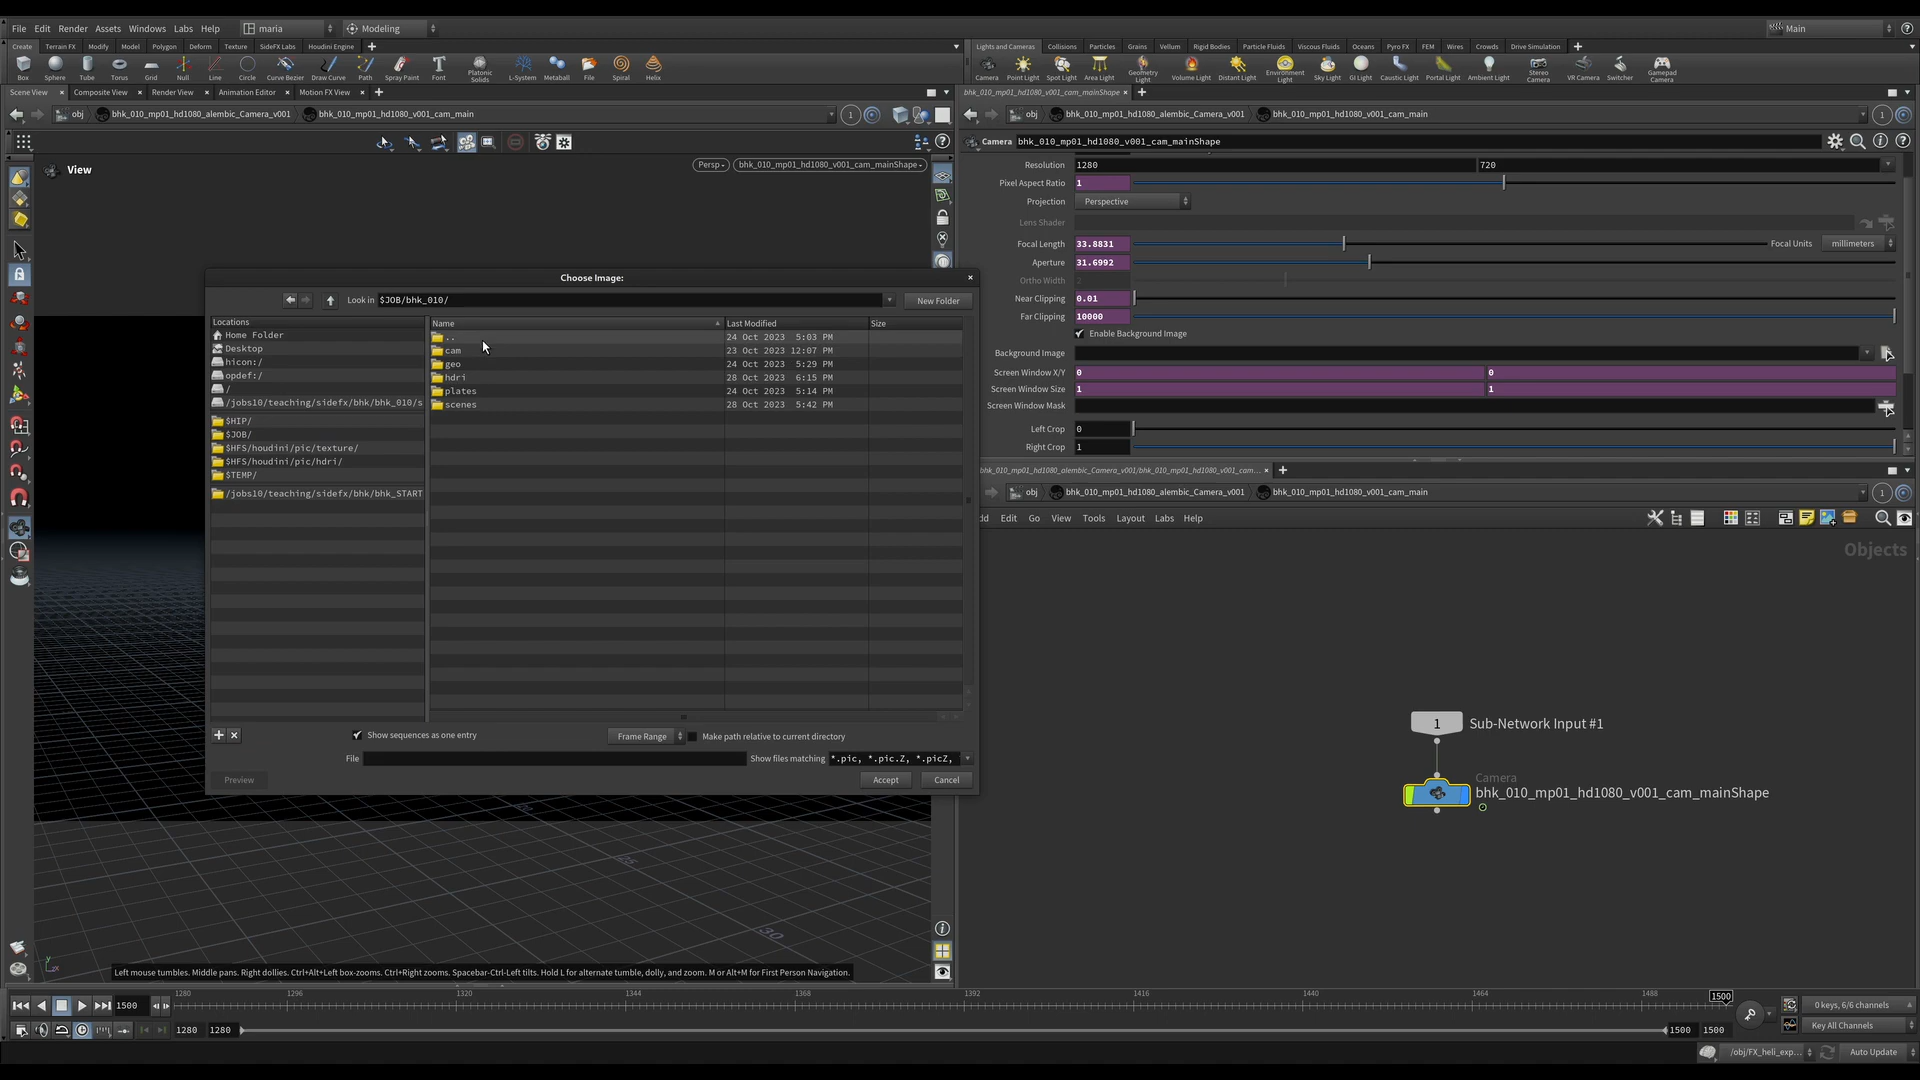 File Edit Render Assets Windows Labs Help maria Modeling Main
Create Terrain FX Modify Model Polygon Deform Texture SideFX Labs Houdini Engine
Lights and Cameras Collisions Particles Grains Vellum Rigid Bodies Particle Fluids Viscous Fluids Oceans Pyro FX FEM Wires Crowds Drive Simulation
Box Sphere Tube Torus Grid Null Line Circle Curve Bezier Draw Curve Path Spray Paint Font Platonic Solids L-System Metaball File Spiral Helix
Camera Point Light Spot Light Area Light Geometry Light Volume Light Distant Light Environment Light Sky Light GI Light Caustic Light Portal Light Ambient Light Stereo Camera VR Camera Switcher Gamepad Camera
Scene View Composite View Render View Animation Editor Motion FX View
bhk_010_mp01_hd1080_v001_cam_mainShape
obj bhk_010_mp01_hd1080_alembic_Camera_v001 bhk_010_mp01_hd1080_v001_cam_main 1
obj bhk_010_mp01_hd1080_alembic_Camera_v001 bhk_010_mp01_hd1080_v001_cam_main 1
Camera bhk_010_mp01_hd1080_v001_cam_mainShape
View
Persp bhk_010_mp01_hd1080_v001_cam_mainShape
Resolution 1280 720
Pixel Aspect Ratio 1
Projection Perspective
Lens Shader
Focal Length 33.8831 Focal Units millimeters
Aperture 31.6992
Ortho Width 2
Near Clipping 0.01
Far Clipping 10000
Enable Background Image
Background Image
Screen Window X/Y 0 0
Screen Window Size 1 1
Screen Window Mask
Left Crop 0
Right Crop 1
Choose Image:
Look in $JOB/bhk_010/ New Folder
Locations
Home Folder
Desktop
hicon:/
opdef:/
/
/jobs10/teaching/sidefx/bhk/bhk_010/s
$HIP/
$JOB/
$HFS/houdini/pic/texture/
$HFS/houdini/pic/hdri/
$TEMP/
/jobs10/teaching/sidefx/bhk/bhk_START
Name Last Modified Size
.. 24 Oct 2023 5:03 PM
cam 23 Oct 2023 12:07 PM
geo 24 Oct 2023 5:29 PM
hdri 28 Oct 2023 6:15 PM
plates 24 Oct 2023 5:14 PM
scenes 28 Oct 2023 5:42 PM
Show sequences as one entry Frame Range Make path relative to current directory
File Show files matching *.pic, *.pic.Z, *.picZ,
Preview Accept Cancel
bhk_010_mp01_hd1080_alembic_Camera_v001/bhk_010_mp01_hd1080_v001_cam...
obj bhk_010_mp01_hd1080_alembic_Camera_v001 bhk_010_mp01_hd1080_v001_cam_main 1
dd Edit Go View Tools Layout Labs Help
Objects
1 Sub-Network Input #1
Camera
bhk_010_mp01_hd1080_v001_cam_mainShape
25
30
Left mouse tumbles. Middle pans. Right dollies. Ctrl+Alt+Left box-zooms. Ctrl+Right zooms. Spacebar-Ctrl-Left tilts. Hold L for alternate tumble, dolly, and zoom. M or Alt+M for First Person Navigation.
1500 1280 1296 1320 1344 1368 1392 1416 1440 1464 1488 1500
0 keys, 6/6 channels
1280 1280 1500 1500
Key All Channels
/obj/FX_heli_exp... Auto Update